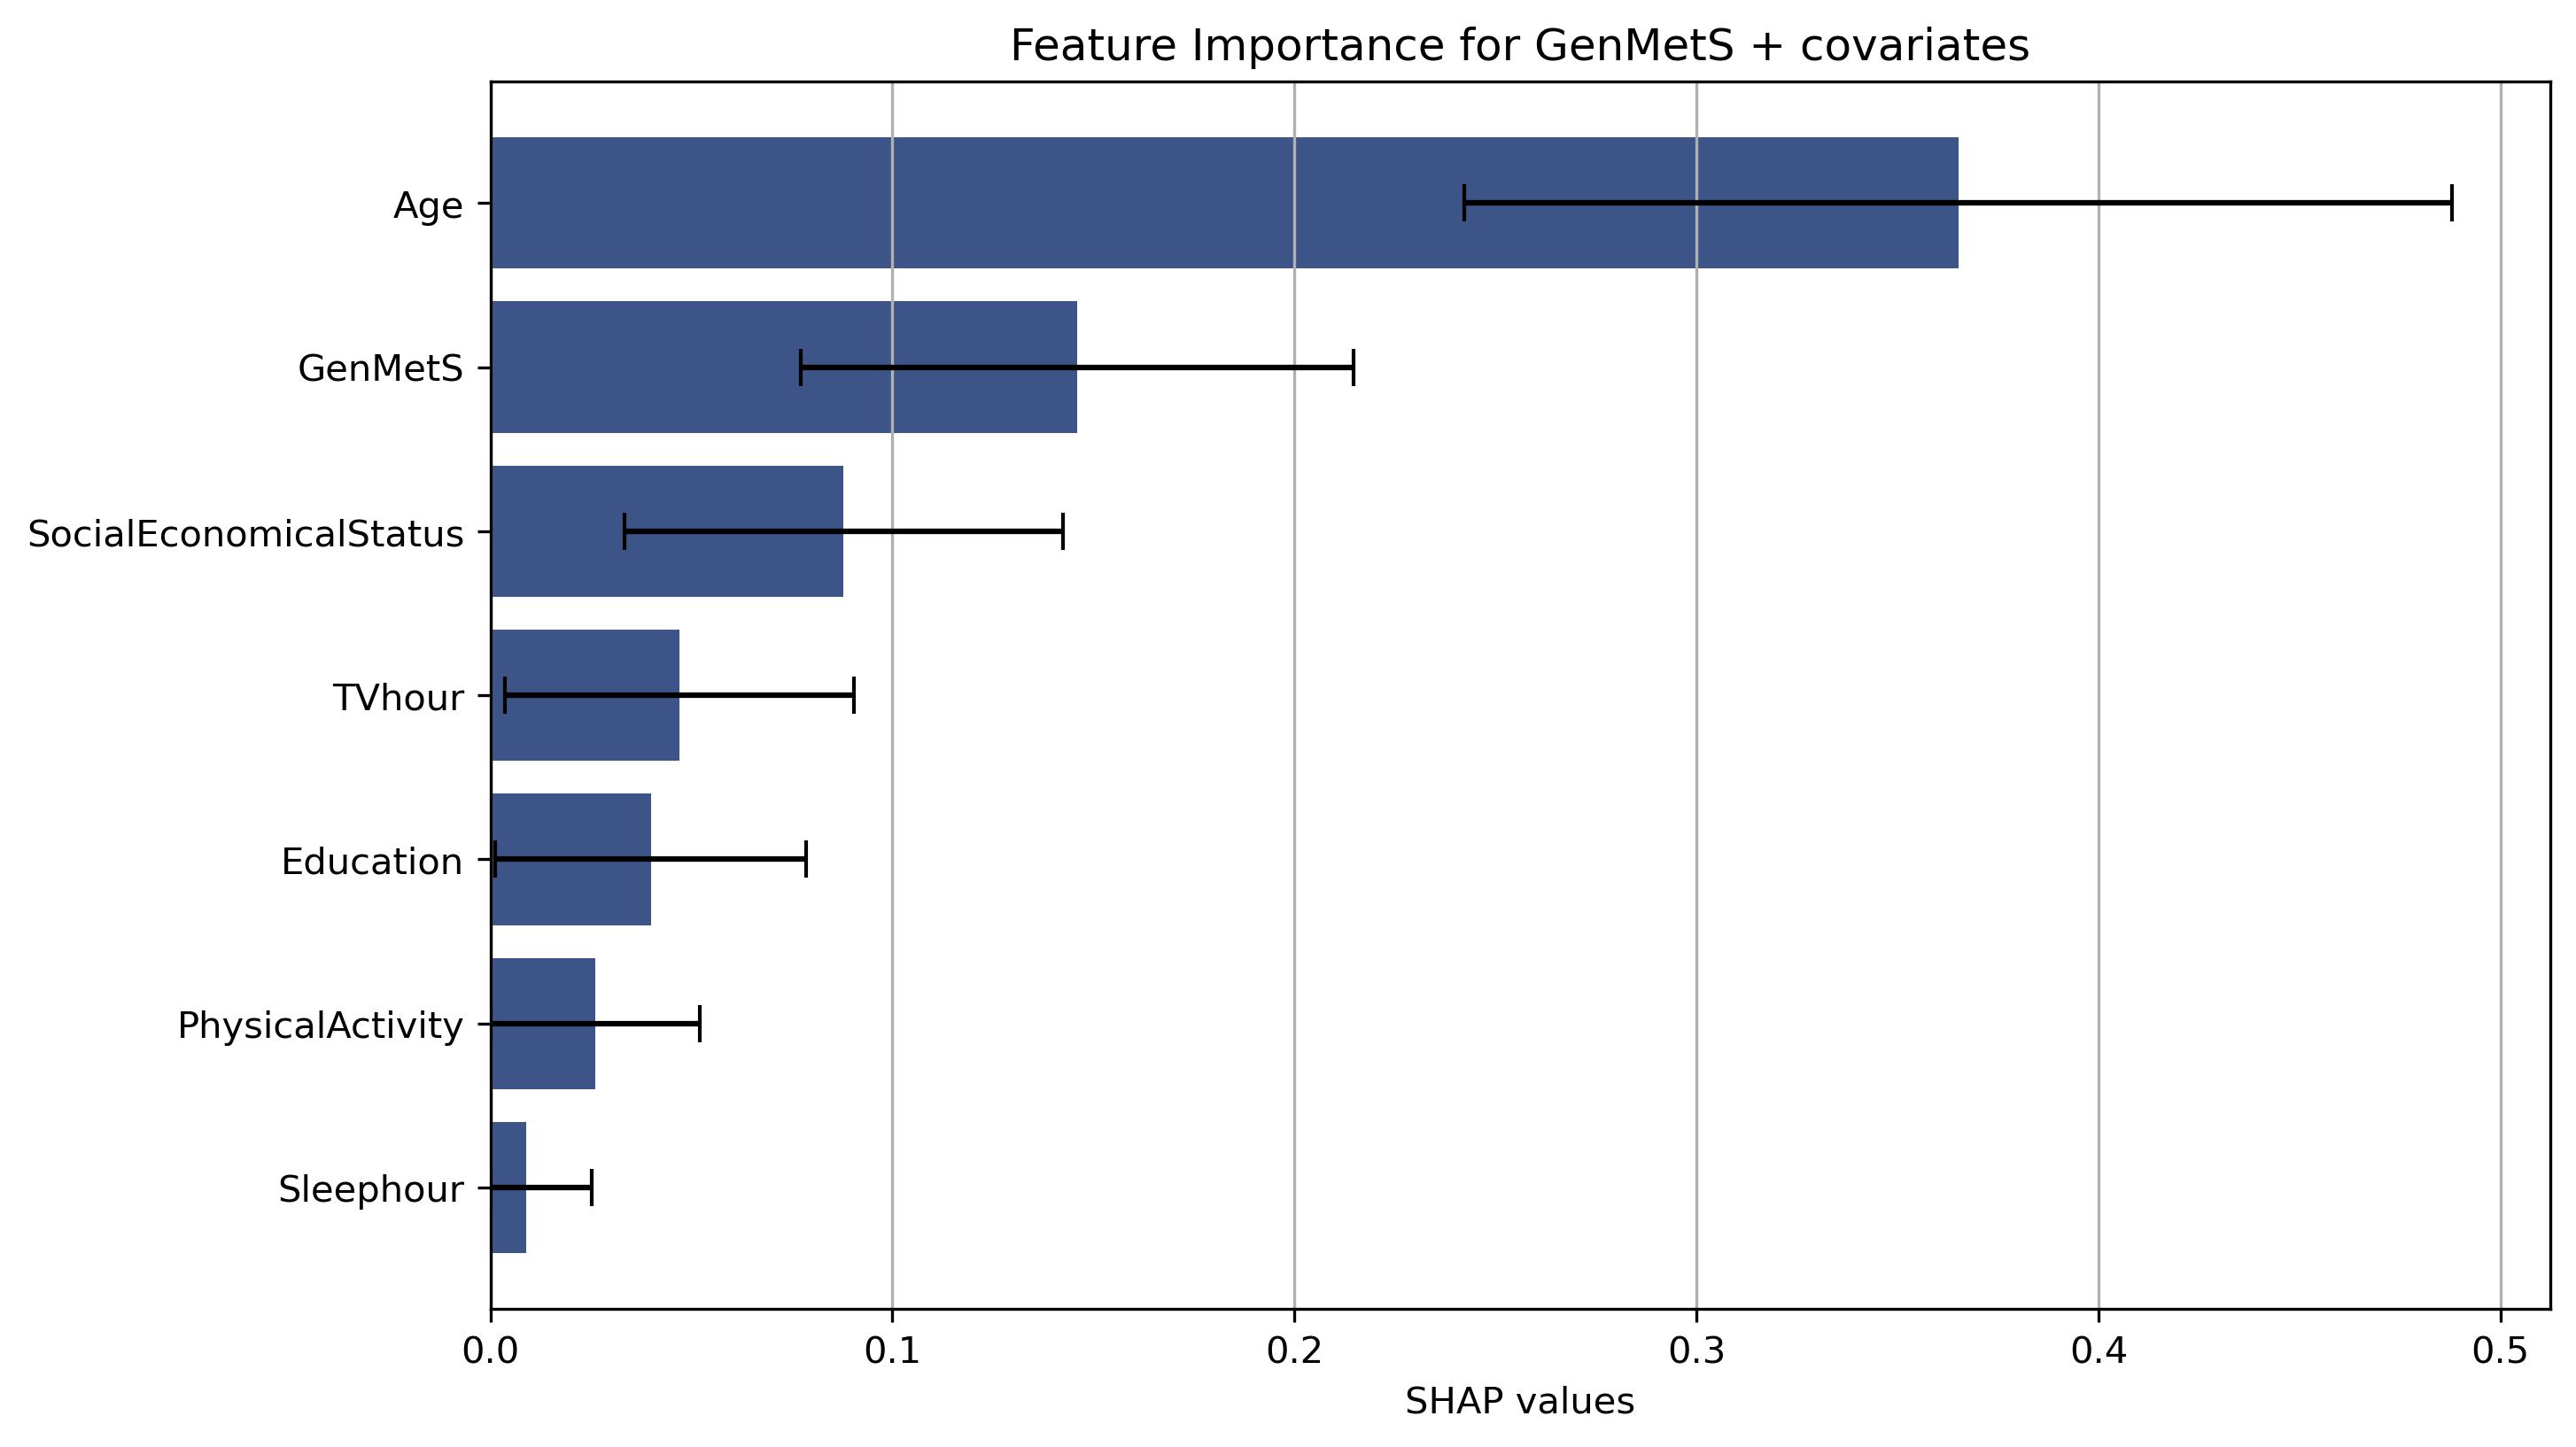 Feature Importance for GenMetS + covariates
Age
GenMetS
SocialEconomicalStatus
TVhour
Education
PhysicalActivity
Sleephour
0.0 0.1 0.2 0.3 0.4 0.5
SHAP values